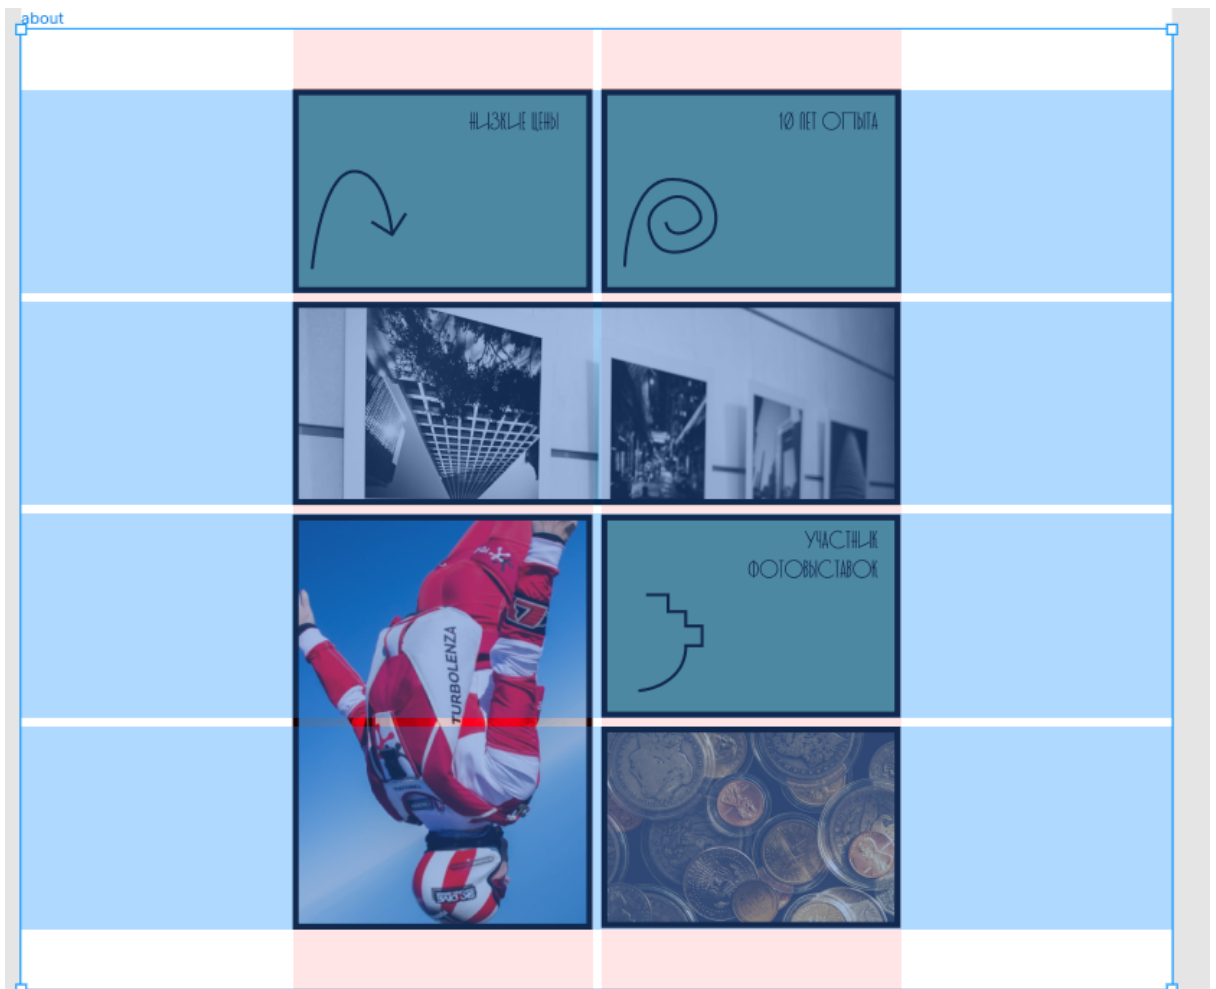 about
НИЗКИЕ ЦЕНЫ
10 ЛЕТ ОПЫТА
УЧАСТНИК
ФОТОВЫСТАВОК
TURBOLENZA